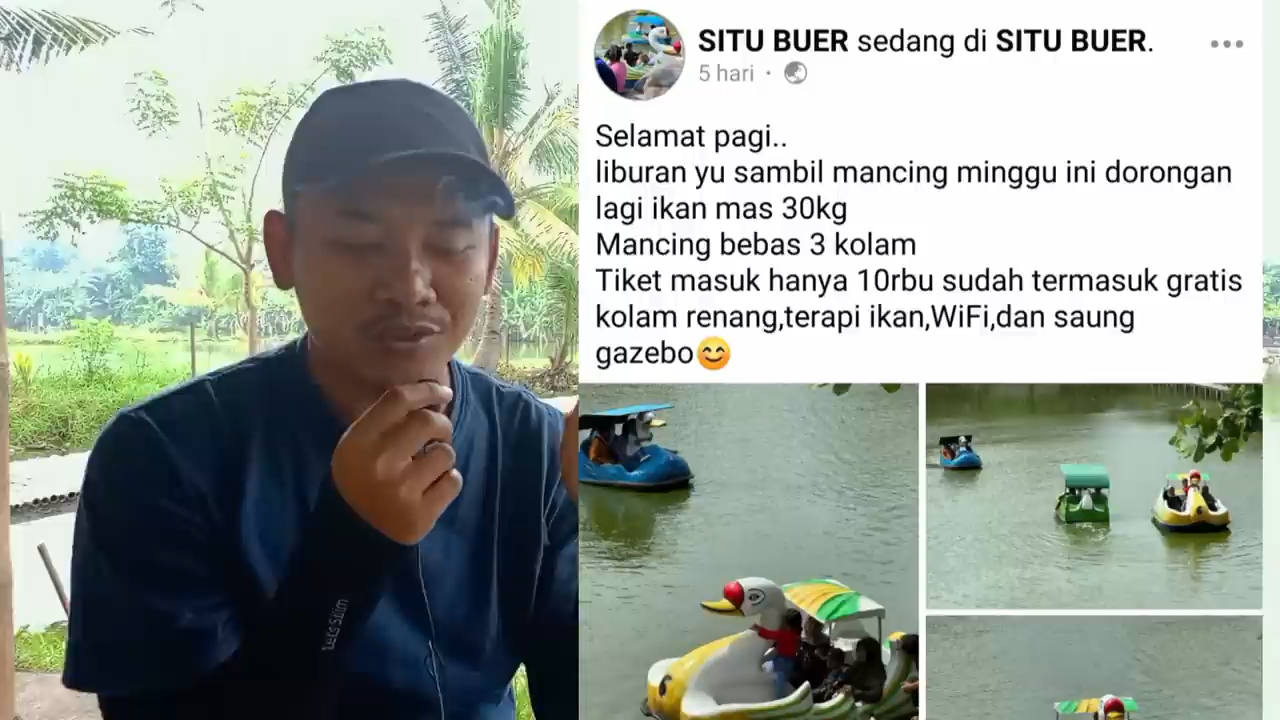 SITU BUER sedang di SITU BUER.
5 hari ·
Selamat pagi..
liburan yu sambil mancing minggu ini dorongan
lagi ikan mas 30kg
Mancing bebas 3 kolam
Tiket masuk hanya 10rbu sudah termasuk gratis
kolam renang,terapi ikan,WiFi,dan saung
gazebo😊
Lets Slim